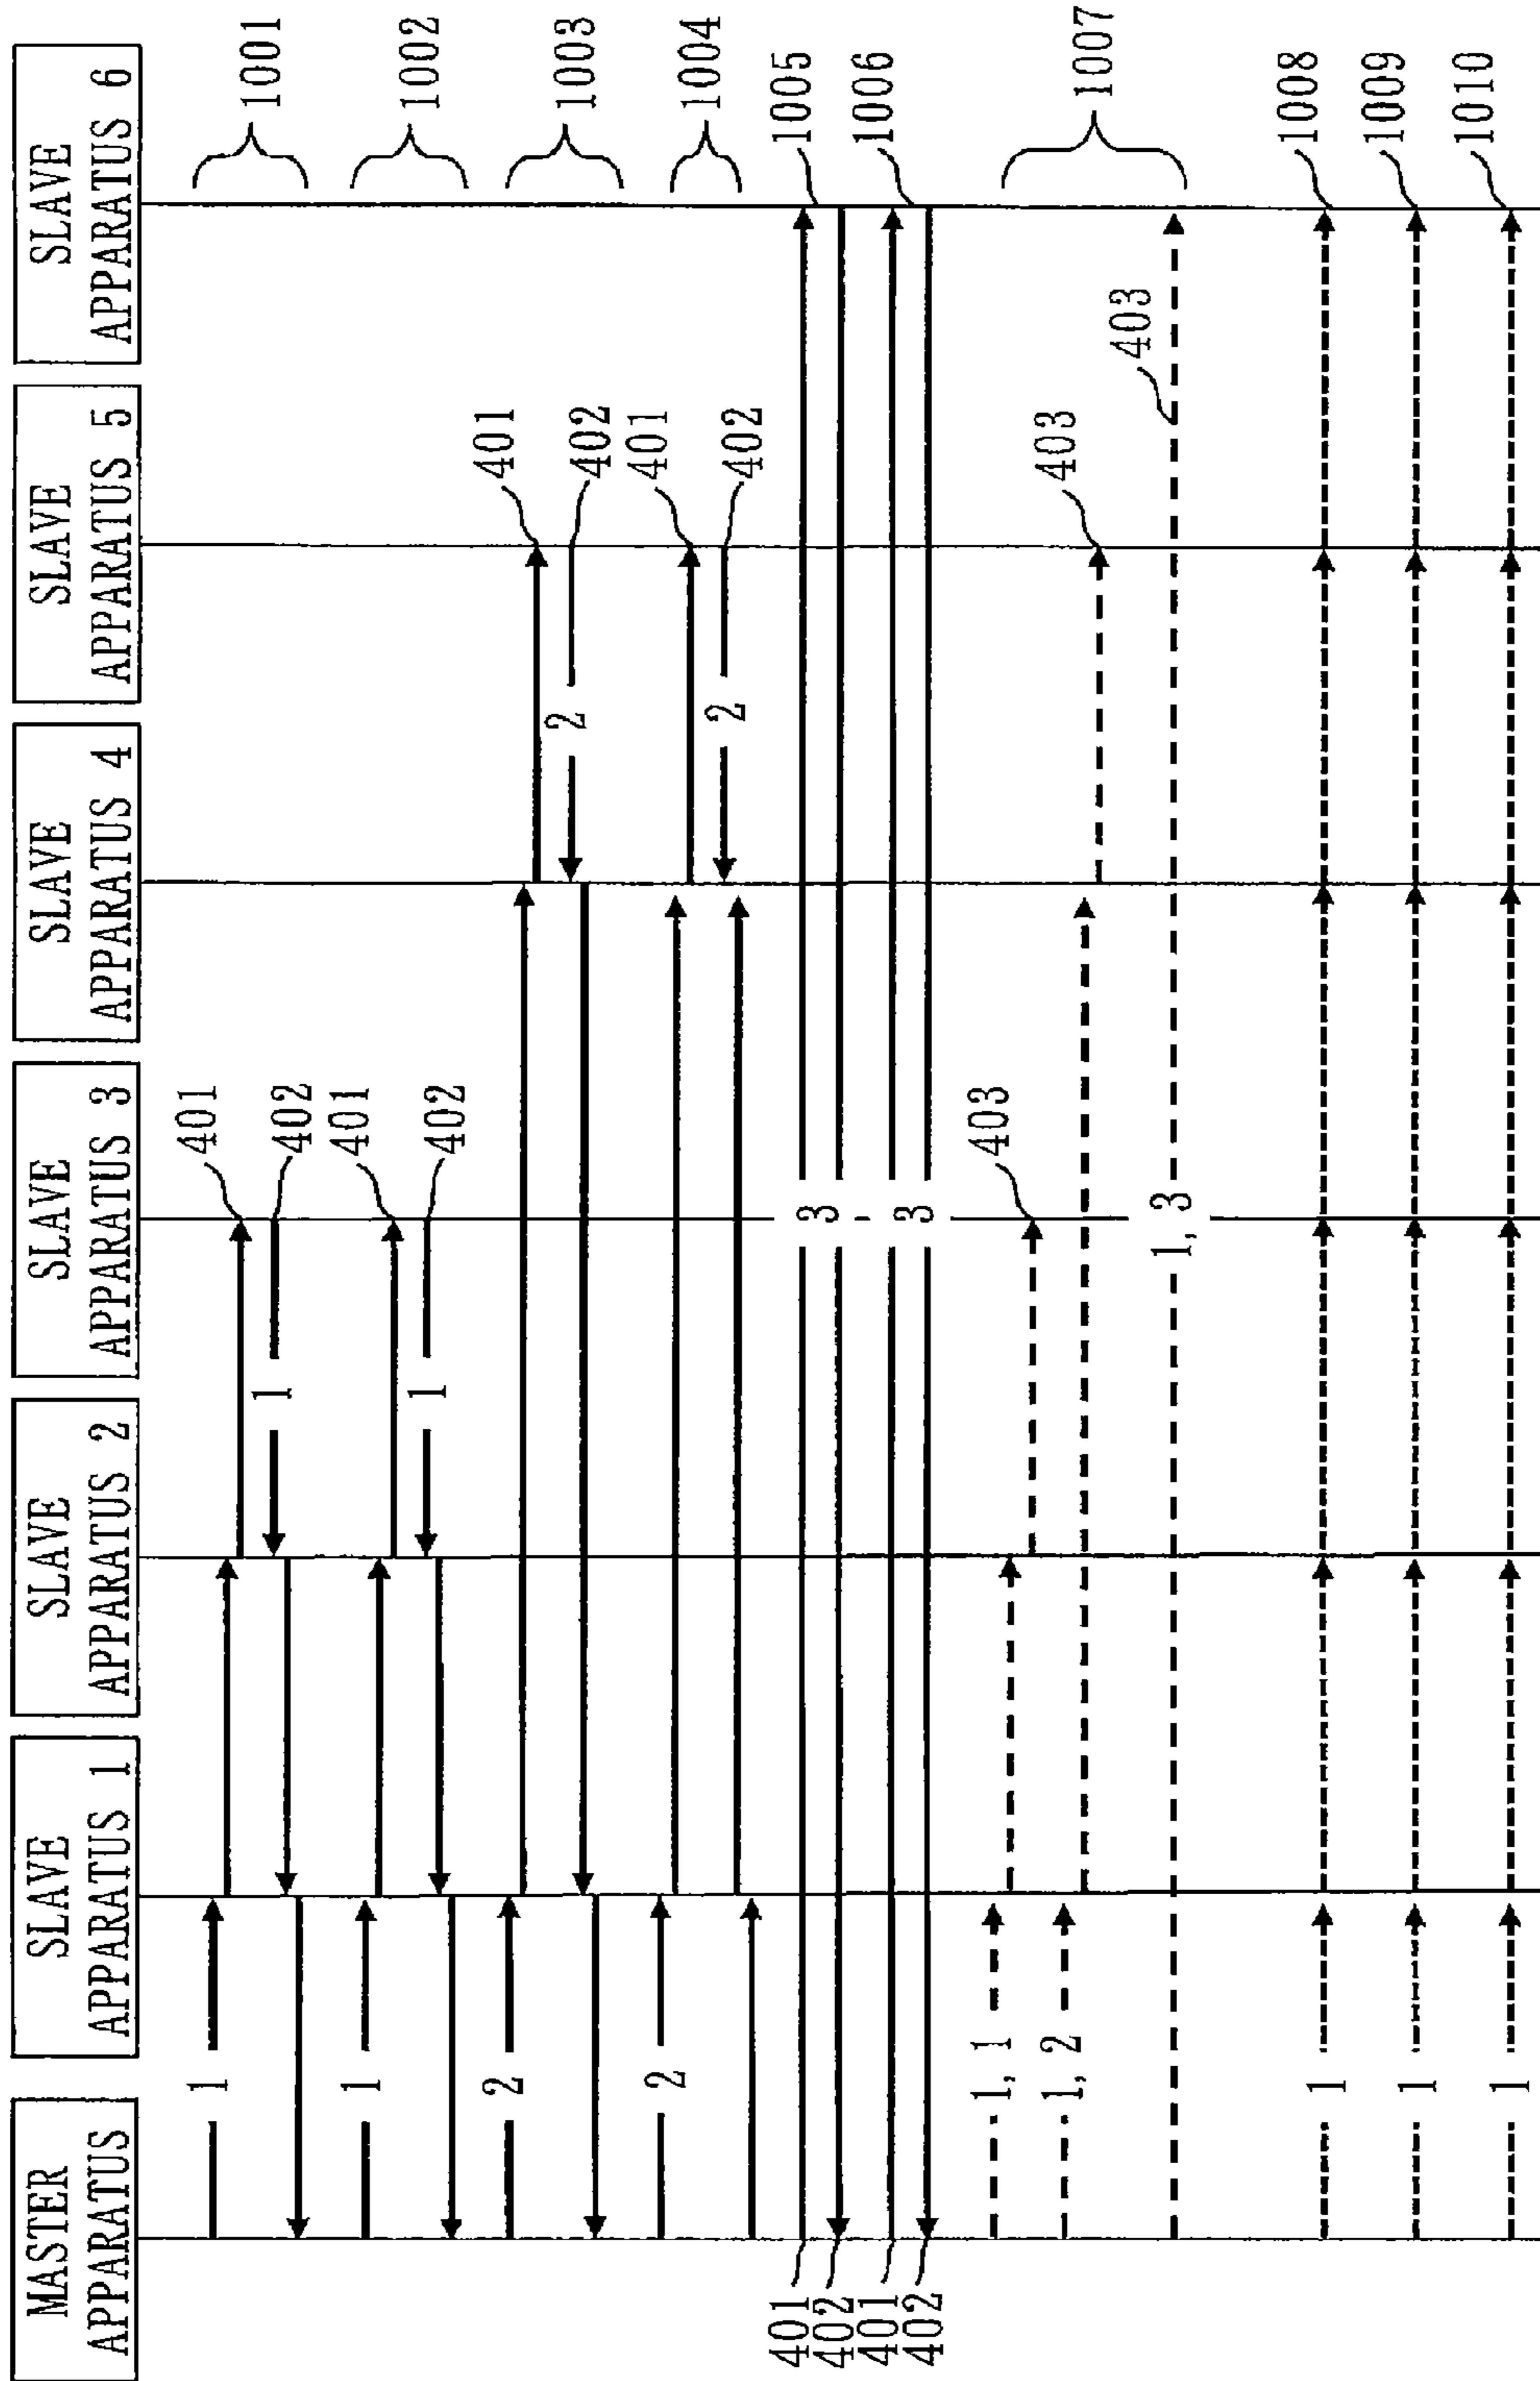 MASTER
APPARATUS
SLAVE
APPARATUS 1
SLAVE
APPARATUS 2
SLAVE
APPARATUS 3
SLAVE
APPARATUS 4
SLAVE
APPARATUS 5
SLAVE
APPARATUS 6
1
401
1
402
1001
1
401
1
402
1002
2
401
2
402
1003
2
401
2
402
1004
401
3
1005
402
401
3
1006
402
1, 1
403
1, 2
403
1, 3
403
1007
1
1008
1
1009
1
1010